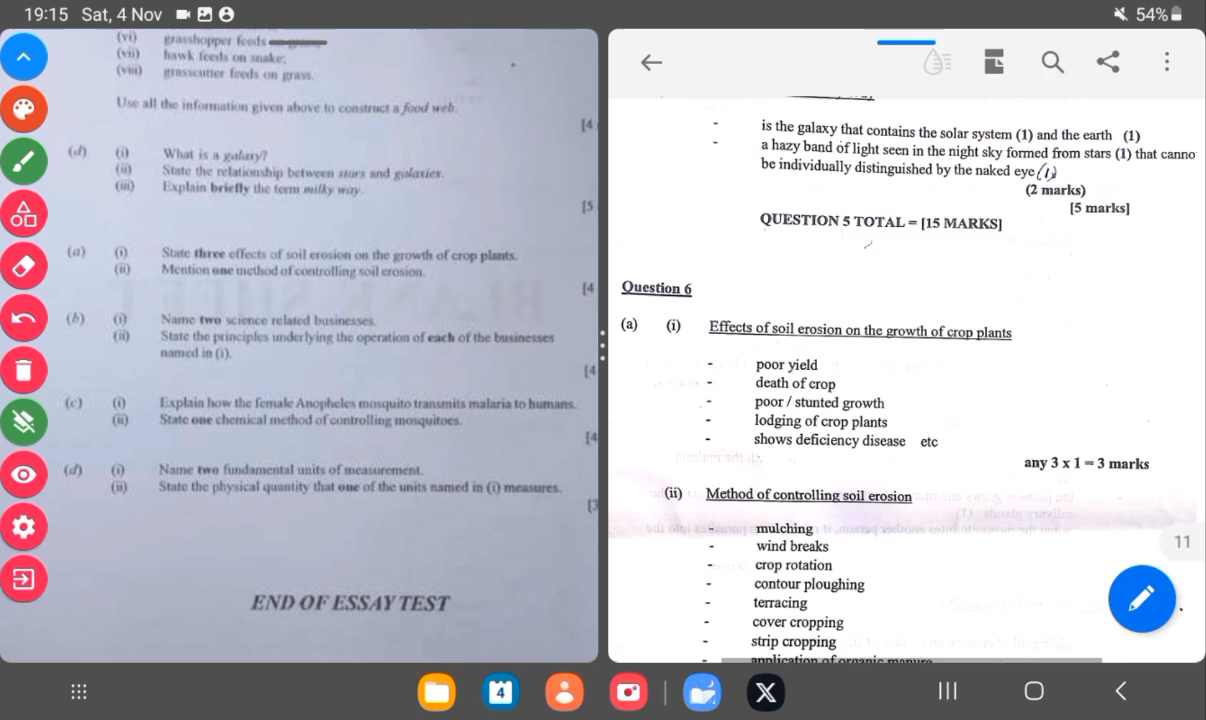 19:15 Sat, 4 Nov
54%
(vi) grasshopper feeds
(vii) hawk feeds on snake;
(viii) grasscutter feeds on grass.
Use all the information given above to construct a food web.
[4
(d) (i) What is a galaxy?
(ii) State the relationship between stars and galaxies.
(iii) Explain briefly the term milky way.
[5
(a) (i) State three effects of soil erosion on the growth of crop plants.
(ii) Mention one method of controlling soil erosion.
[4
(b) (i) Name two science related businesses.
(ii) State the principles underlying the operation of each of the businesses
named in (i).
[4
(c) (i) Explain how the female Anopheles mosquito transmits malaria to humans.
(ii) State one chemical method of controlling mosquitoes.
[4
(d) (i) Name two fundamental units of measurement.
(ii) State the physical quantity that one of the units named in (i) measures.
[3
END OF ESSAY TEST
- is the galaxy that contains the solar system (1) and the earth (1)
- a hazy band of light seen in the night sky formed from stars (1) that canno
be individually distinguished by the naked eye (1)
(2 marks)
[5 marks]
QUESTION 5 TOTAL = [15 MARKS]
Question 6
(a) (i) Effects of soil erosion on the growth of crop plants
- poor yield
- death of crop
- poor / stunted growth
- lodging of crop plants
- shows deficiency disease etc
any 3 x 1 = 3 marks
(ii) Method of controlling soil erosion
- mulching
- wind breaks
- crop rotation
- contour ploughing
- terracing
- cover cropping
- strip cropping
- application of organic manure
11
4